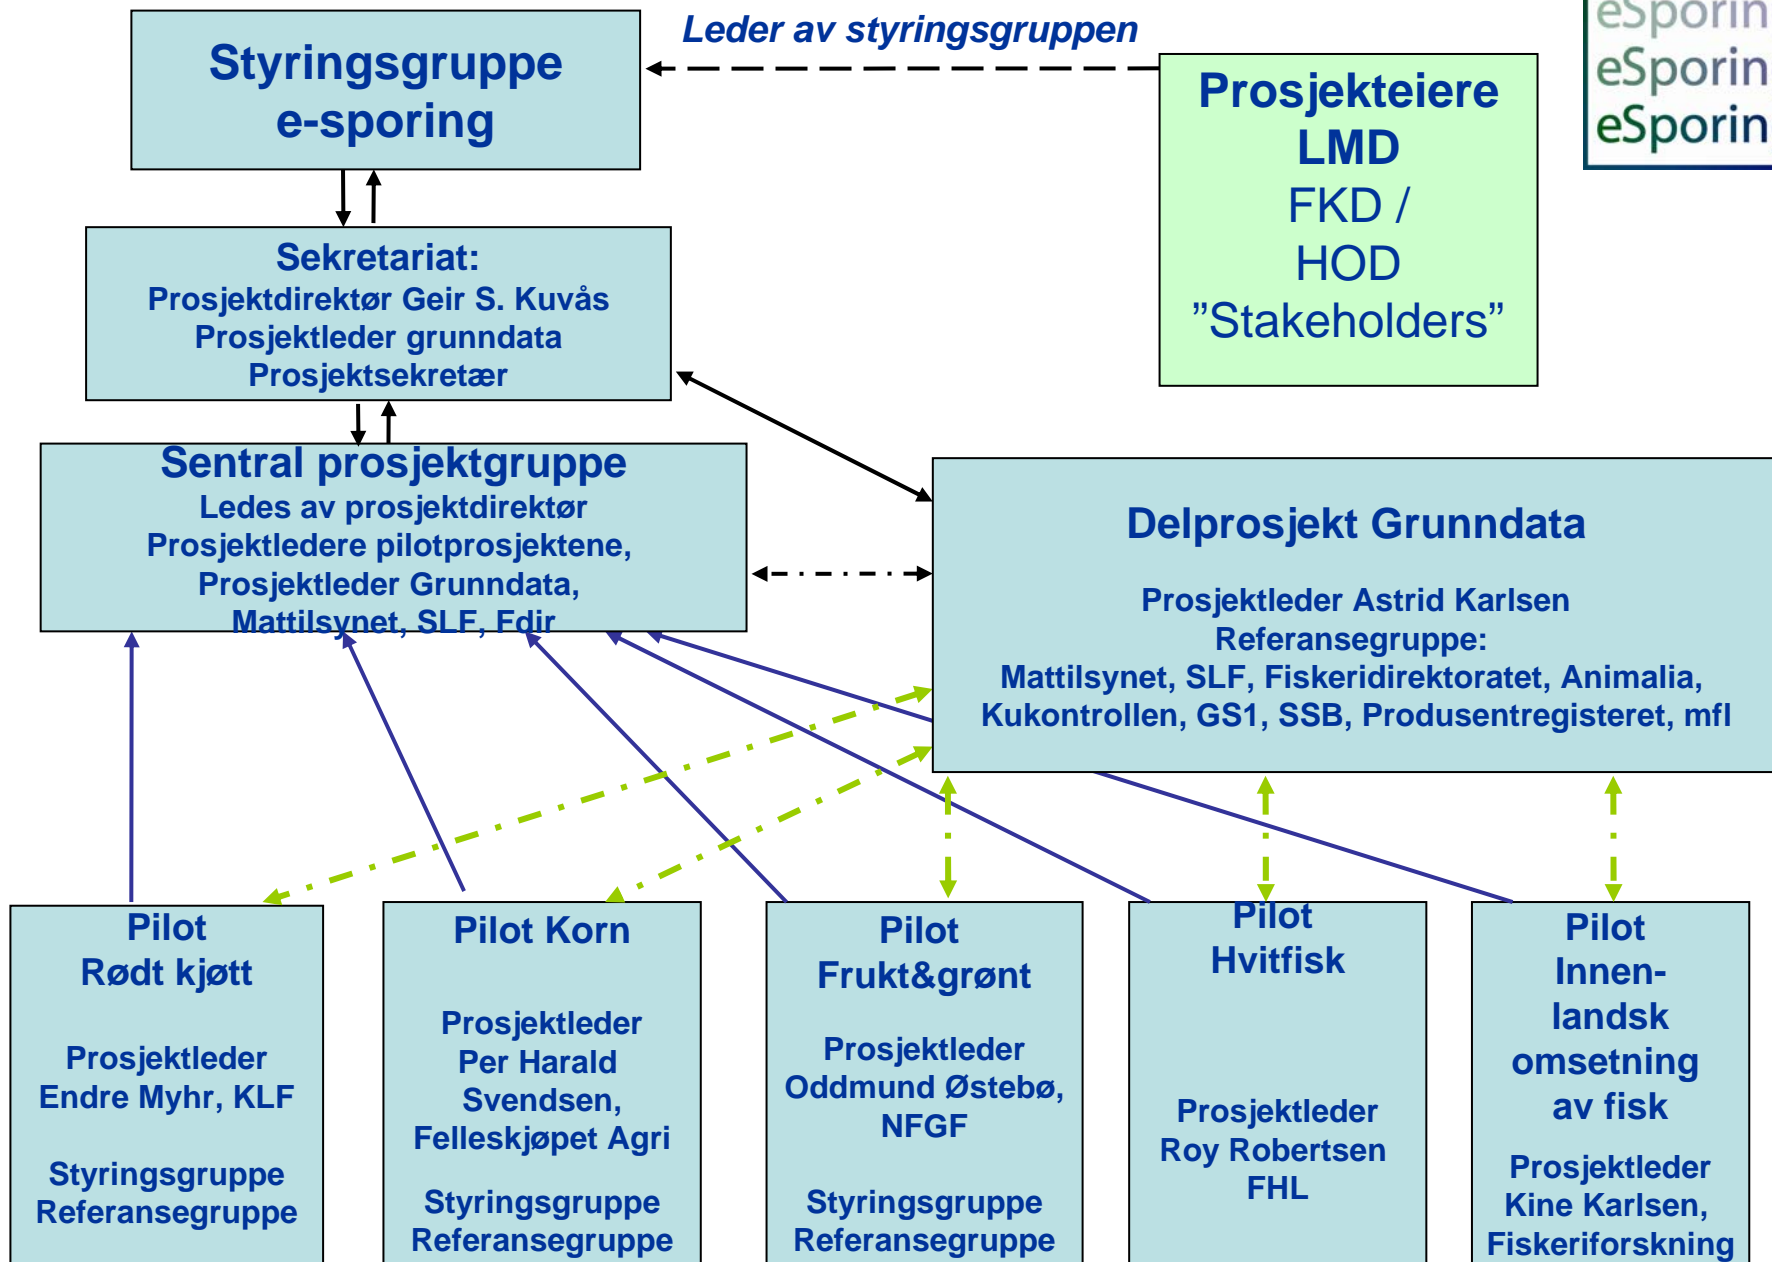 Leder av styringsgruppen
Styringsgruppe
e-sporing
Prosjekteiere
LMD
FKD /
HOD
”Stakeholders”
eSporin
eSporin
eSporin
Sekretariat:
Prosjektdirektør Geir S. Kuvås
Prosjektleder grunndata
Prosjektsekretær
Sentral prosjektgruppe
Ledes av prosjektdirektør
Prosjektledere pilotprosjektene,
Prosjektleder Grunndata,
Mattilsynet, SLF, Fdir
Delprosjekt Grunndata
Prosjektleder Astrid Karlsen
Referansegruppe:
Mattilsynet, SLF, Fiskeridirektoratet, Animalia,
Kukontrollen, GS1, SSB, Produsentregisteret, mfl
Pilot
Rødt kjøtt
Prosjektleder
Endre Myhr, KLF
Styringsgruppe
Referansegruppe
Pilot Korn
Prosjektleder
Per Harald
Svendsen,
Felleskjøpet Agri
Styringsgruppe
Referansegruppe
Pilot
Frukt&grønt
Prosjektleder
Oddmund Østebø,
NFGF
Styringsgruppe
Referansegruppe
Pilot
Hvitfisk
Prosjektleder
Roy Robertsen
FHL
Pilot
Innen-
landsk
omsetning
av fisk
Prosjektleder
Kine Karlsen,
Fiskeriforskning